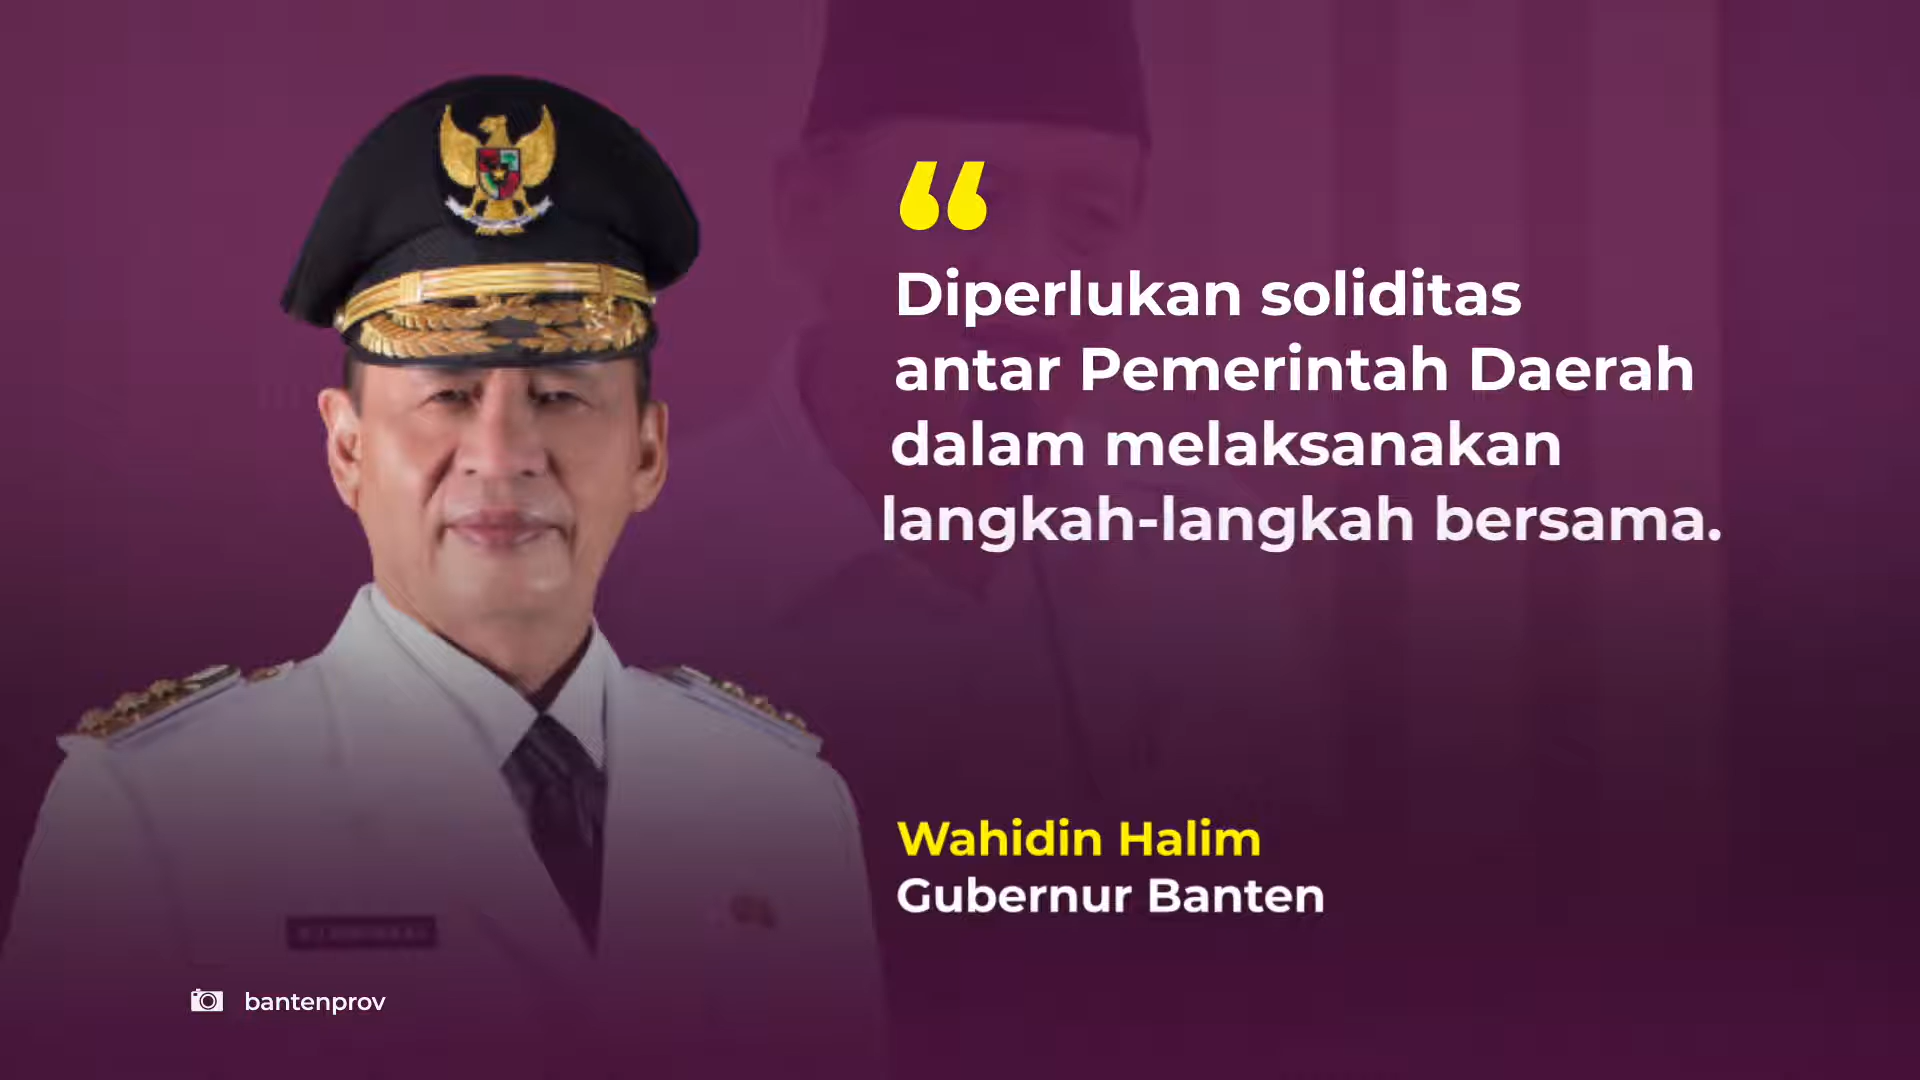 “
Diperlukan soliditas
antar Pemerintah Daerah
dalam melaksanakan
langkah-langkah bersama.
Wahidin Halim
Gubernur Banten
bantenprov